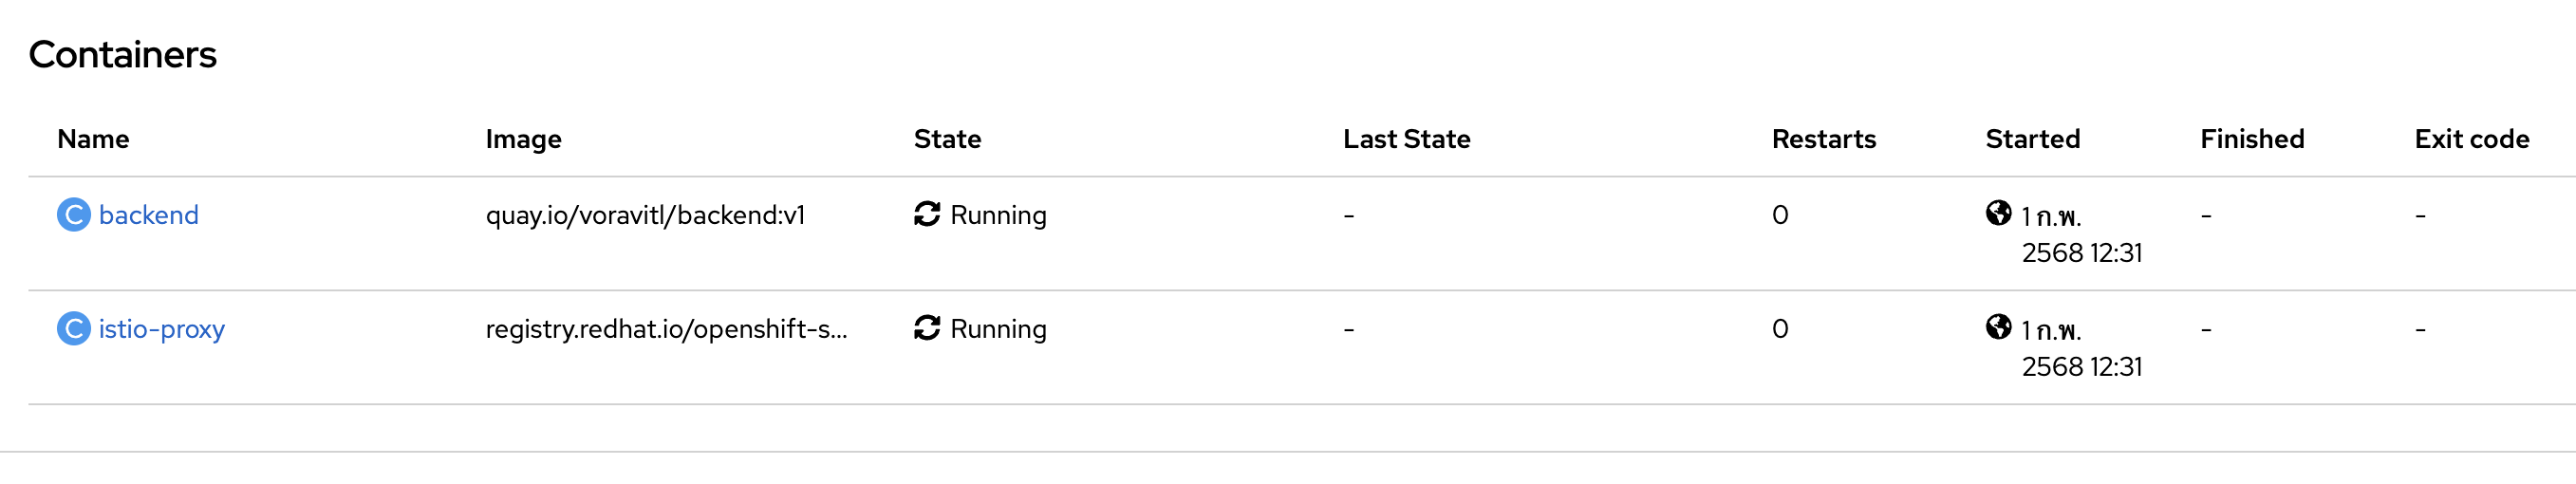 Containers
Name Image State Last State Restarts Started Finished Exit code
C backend quay.io/voravitl/backend:v1 Running - 0 1 ก.พ. - -
2568 12:31
C istio-proxy registry.redhat.io/openshift-s... Running - 0 1 ก.พ. - -
2568 12:31